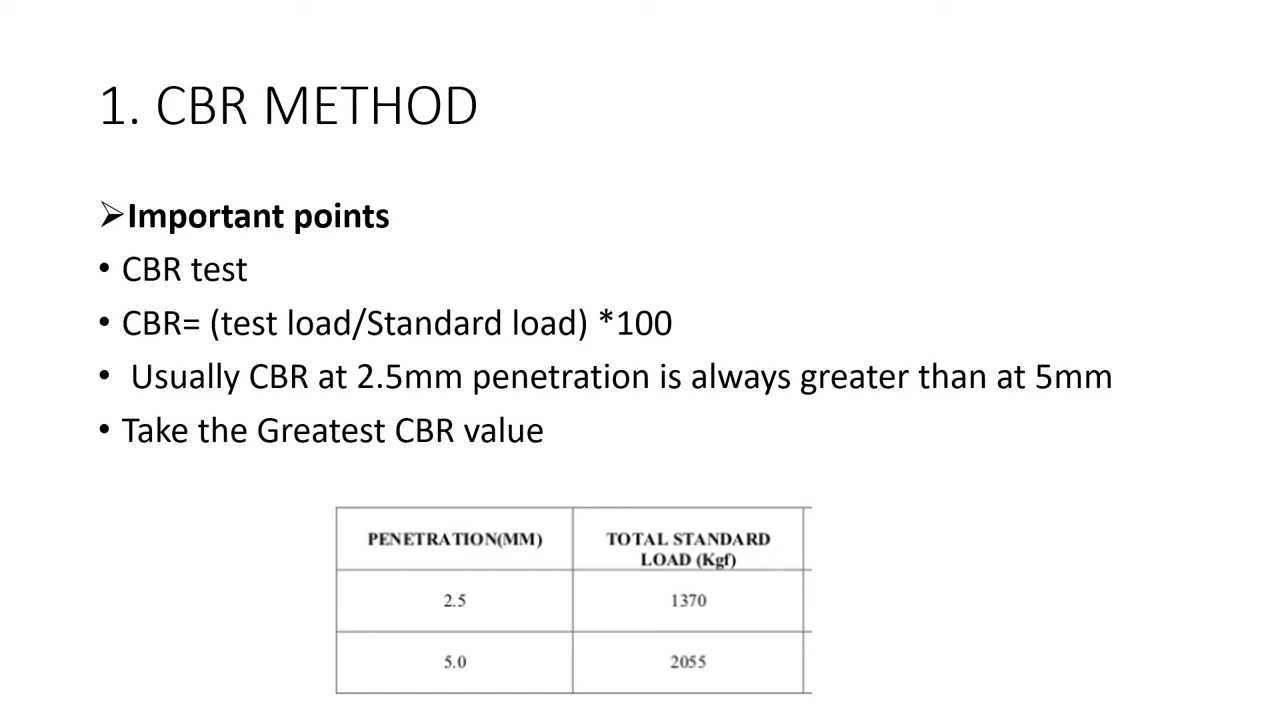 1. CBR METHOD
➢Important points
• CBR test
• CBR= (test load/Standard load) *100
• Usually CBR at 2.5mm penetration is always greater than at 5mm
• Take the Greatest CBR value
PENETRATION(MM) TOTAL STANDARD
LOAD (Kgf)
2.5 1370
5.0 2055